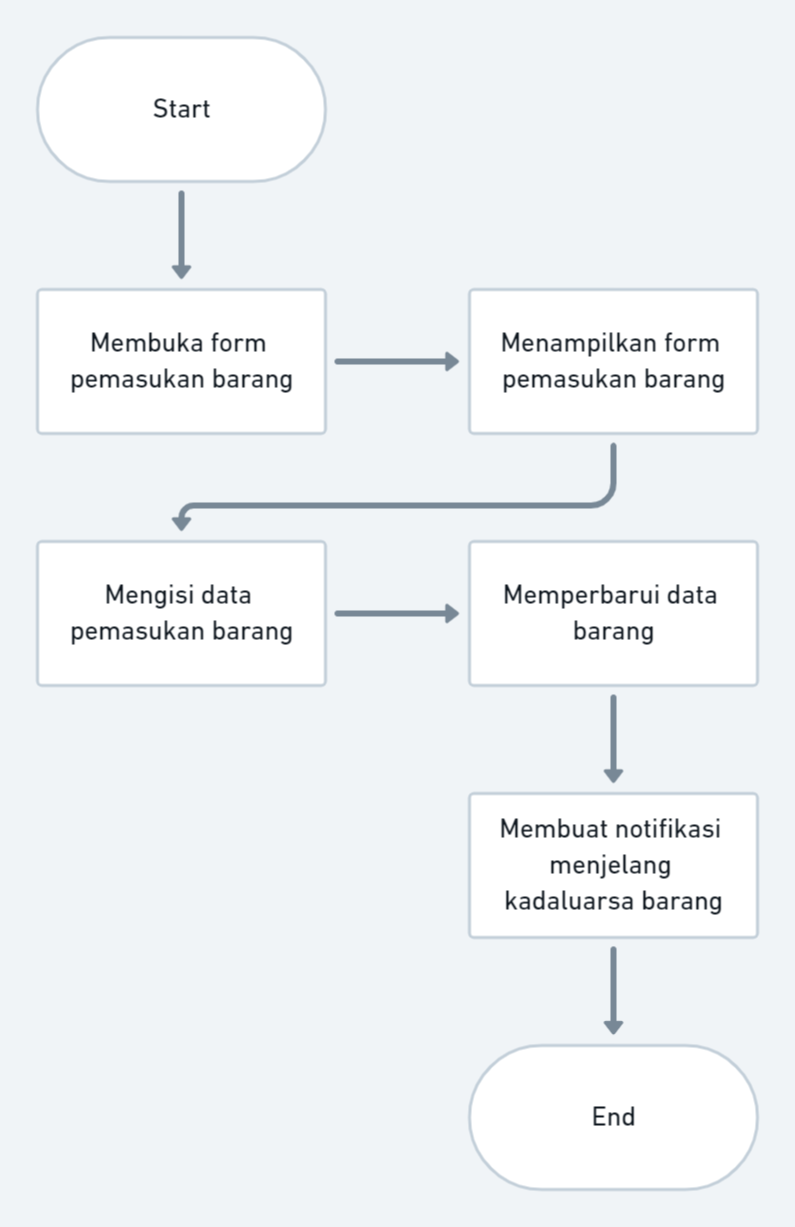 Start
Membuka form
pemasukan barang
Menampilkan form
pemasukan barang
Mengisi data
pemasukan barang
Memperbarui data
barang
Membuat notifikasi
menjelang
kadaluarsa barang
End